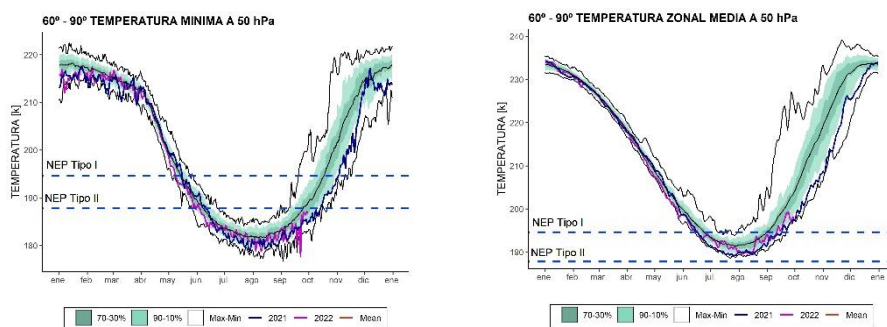 60º - 90º TEMPERATURA MINIMA A 50 hPa
TEMPERATURA [k]
220
210
200
190
180
NEP Tipo I
NEP Tipo II
ene feb mar abr may jun jul ago sep oct nov dic ene
70-30% 90-10% Max-Min 2021 2022 Mean
60º - 90º TEMPERATURA ZONAL MEDIA A 50 hPa
TEMPERATURA [k]
240
230
220
210
200
190
NEP Tipo I
NEP Tipo II
ene feb mar abr may jun jul ago sep oct nov dic ene
70-30% 90-10% Max-Min 2021 2022 Mean